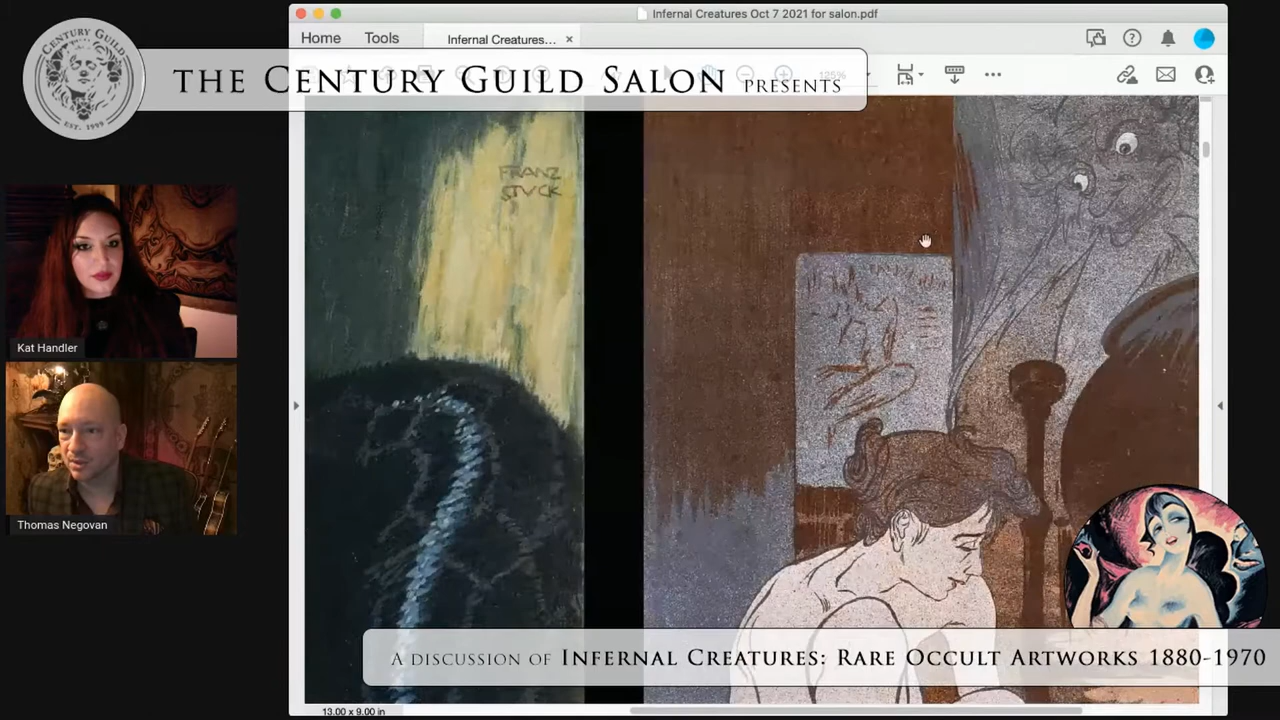 Infernal Creatures Oct 7 2021 for salon.pdf
Home
Tools
Infernal Creatures...
CENTURY GUILD
EST. 1999
THE CENTURY GUILD SALON PRESENTS
125%
FRANZ
STUCK
Kat Handler
Thomas Negovan
A DISCUSSION OF INFERNAL CREATURES: RARE OCCULT ARTWORKS 1880-1970
13.00 x 9.00 in